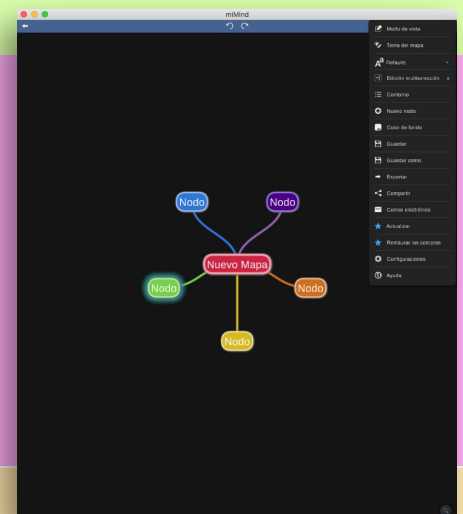 miMind
Modo de vista
Tema del mapa
Defaults
Edición multiselección
Contorno
Nuevo nodo
Color de fondo
Guardar
Guardar como
Exportar
Compartir
Correo electrónico
Actualizar
Restaurar las compras
Configuraciones
Ayuda
Nodo
Nodo
Nuevo Mapa
Nodo
Nodo
Nodo